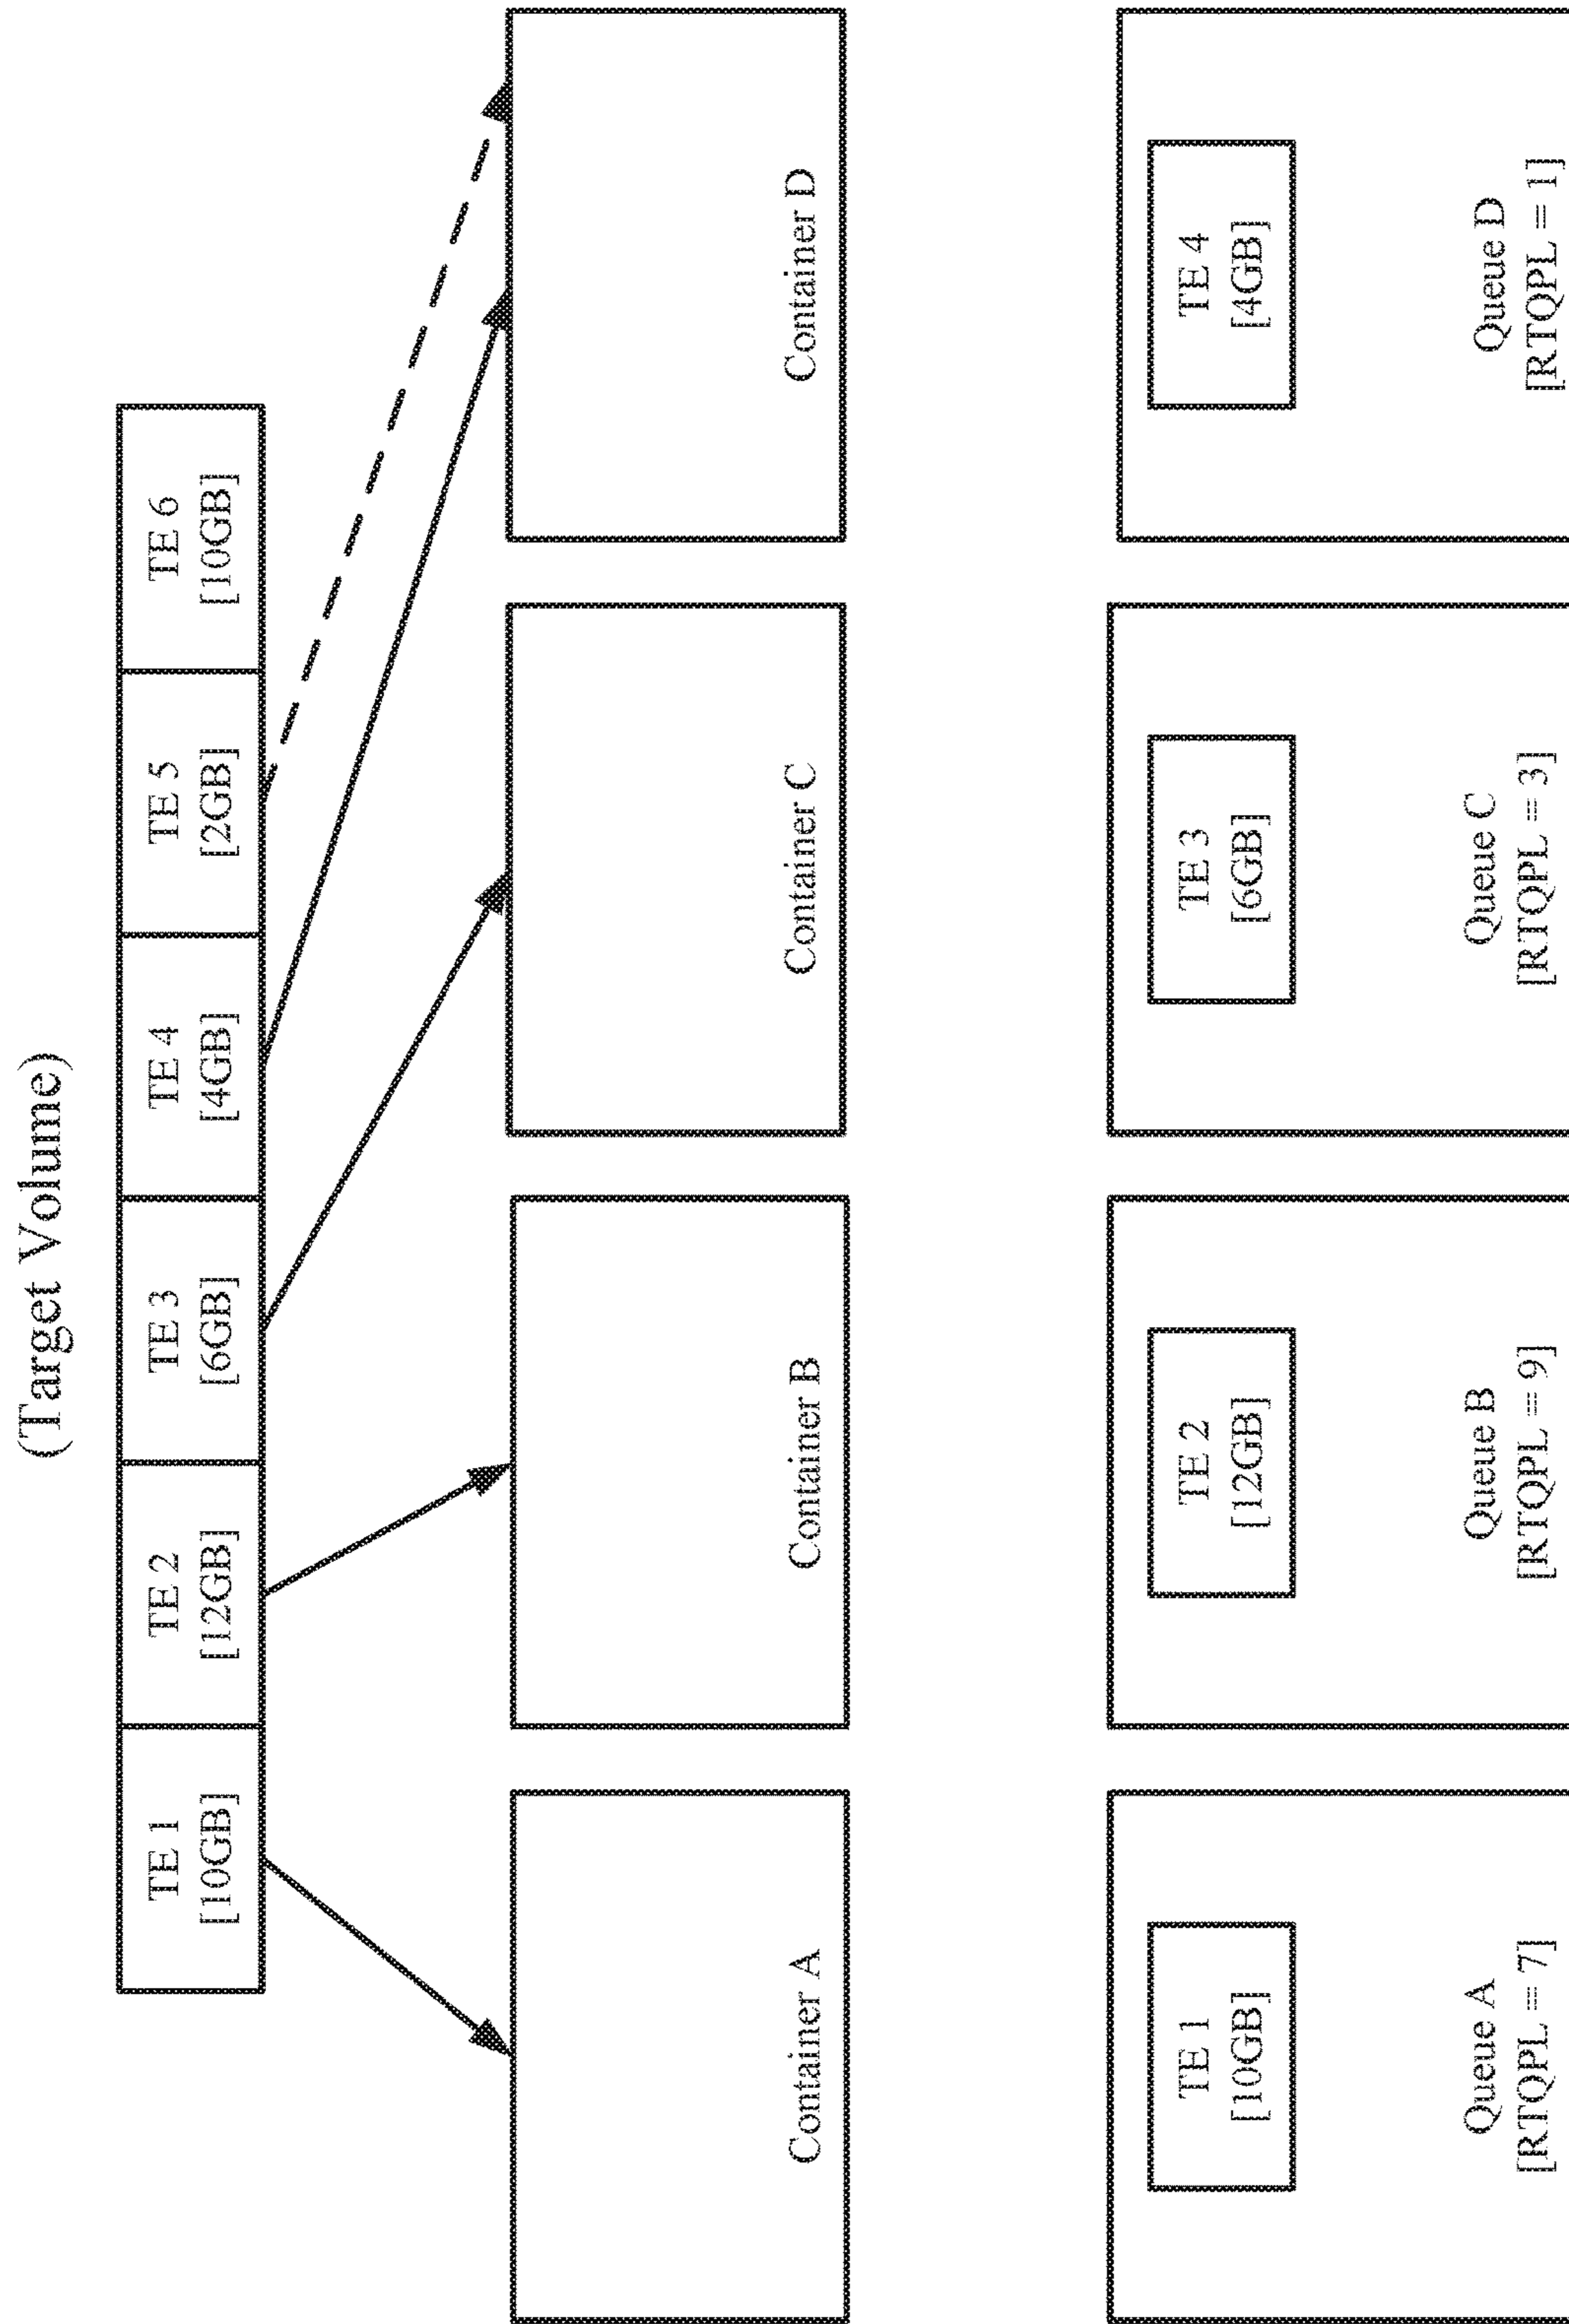 (Target Volume)
TE 1
[10GB]
TE 2
[12GB]
TE 3
[6GB]
TE 4
[4GB]
TE 5
[2GB]
TE 6
[10GB]
Container A
Container B
Container C
Container D
TE 1
[10GB]
Queue A
[RTQPL = 7]
TE 2
[12GB]
Queue B
[RTQPL = 9]
TE 3
[6GB]
Queue C
[RTQPL = 3]
TE 4
[4GB]
Queue D
[RTQPL = 1]